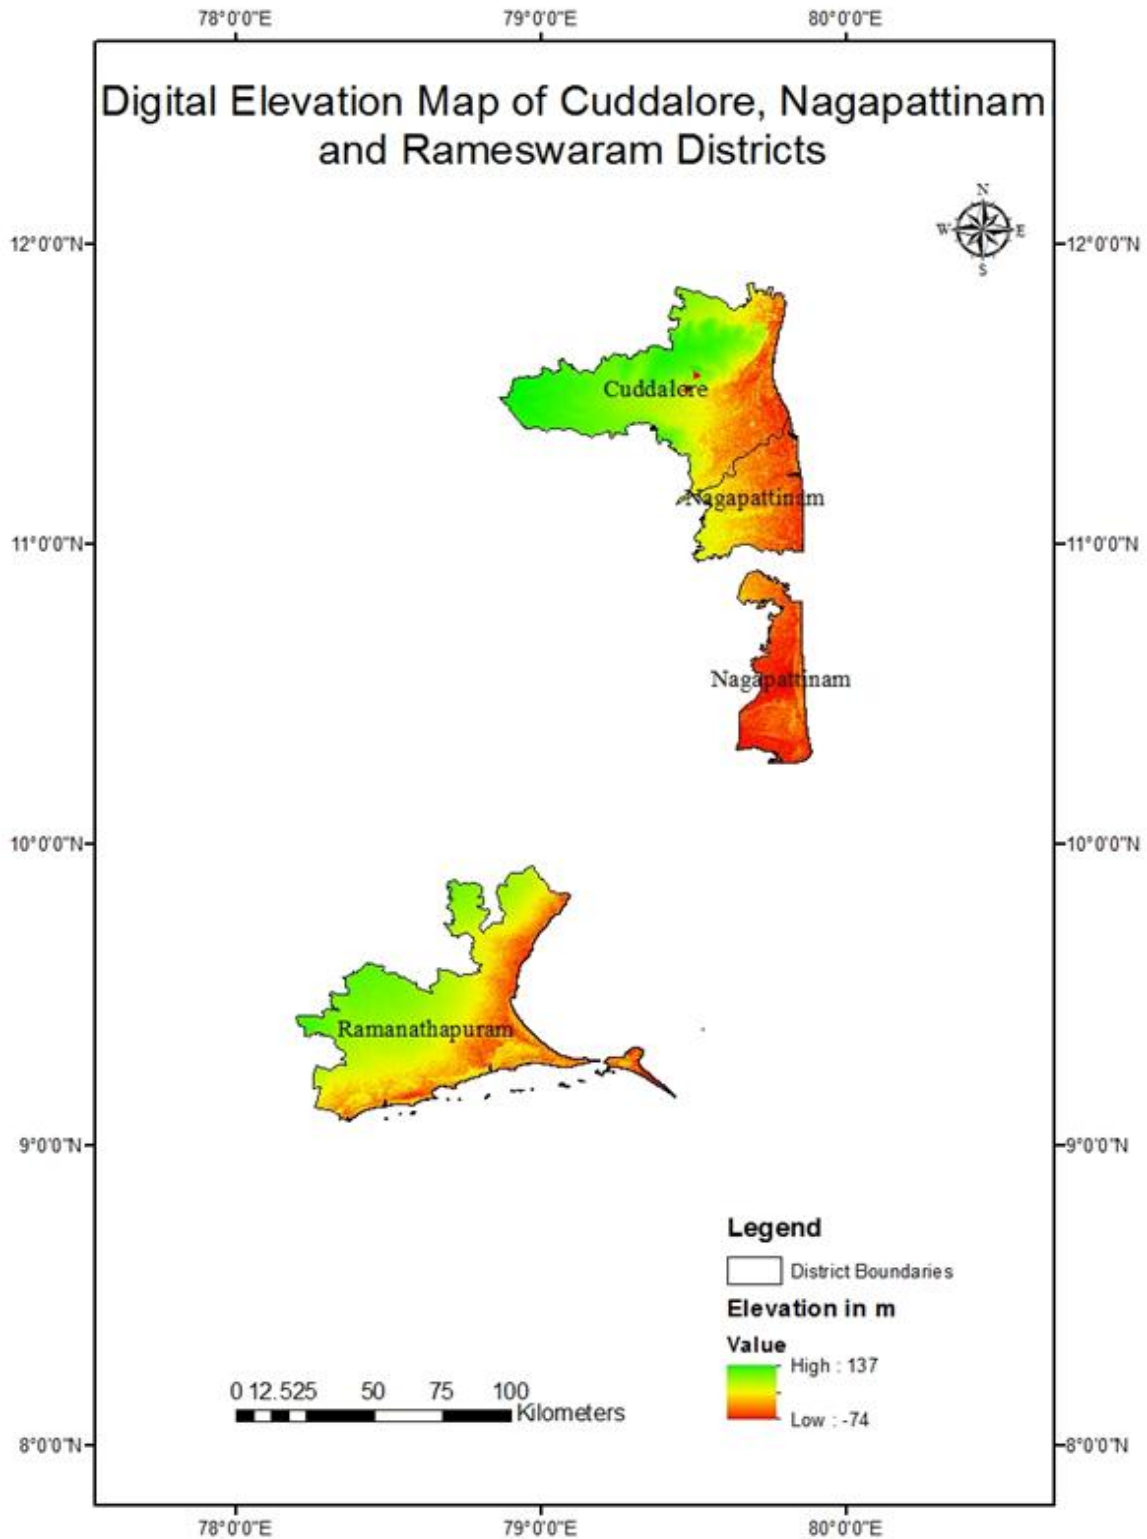 78°0'0"E 79°0'0"E 80°0'0"E
Digital Elevation Map of Cuddalore, Nagapattinam
and Rameswaram Districts
N
W E
S
12°0'0"N 12°0'0"N
Cuddalore
Nagapattinam
11°0'0"N 11°0'0"N
Nagapattinam
10°0'0"N 10°0'0"N
Ramanathapuram
9°0'0"N 9°0'0"N
Legend
District Boundaries
Elevation in m
Value
High : 137
Low : -74
0 12.525 50 75 100
Kilometers
8°0'0"N 8°0'0"N
78°0'0"E 79°0'0"E 80°0'0"E